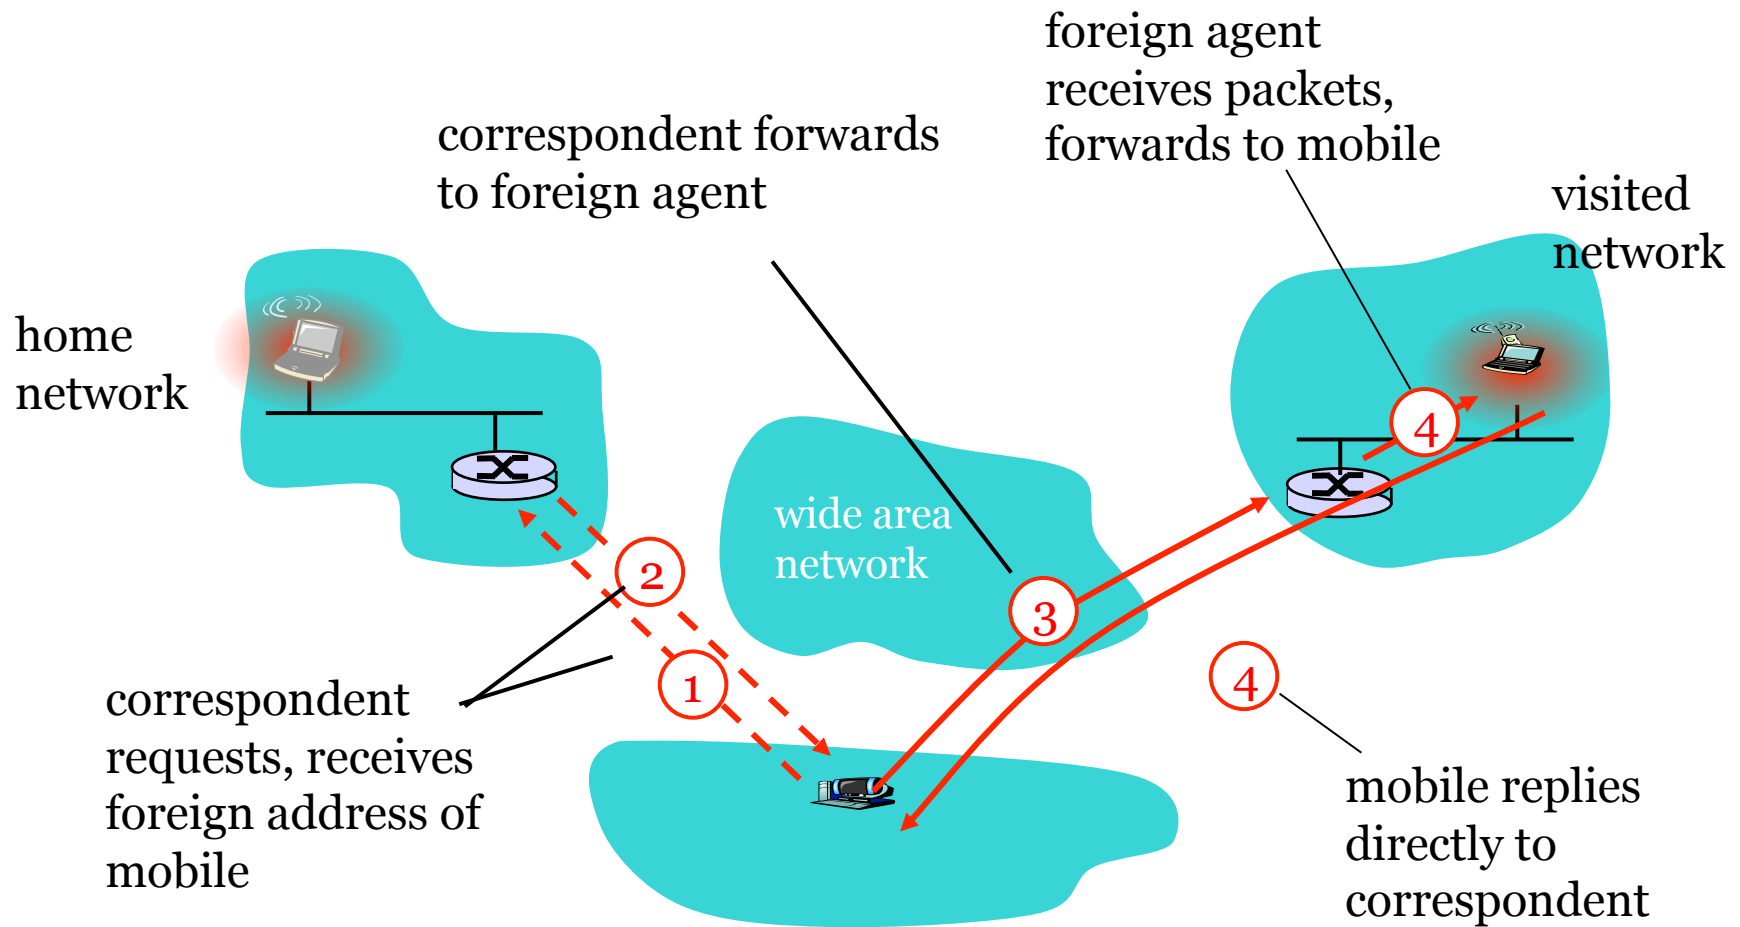 foreign agent
receives packets,
forwards to mobile
correspondent forwards
to foreign agent
visited
network
home
network
4
wide area
network
2
3
1
4
correspondent
requests, receives
foreign address of
mobile
mobile replies
directly to
correspondent